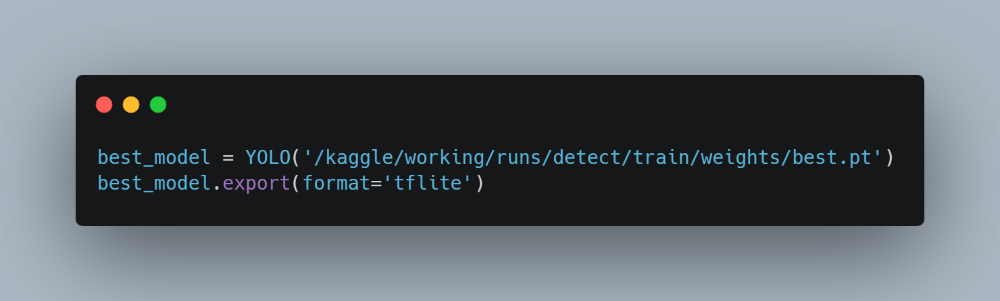 best_model = YOLO('/kaggle/working/runs/detect/train/weights/best.pt')
best_model.export(format='tflite')